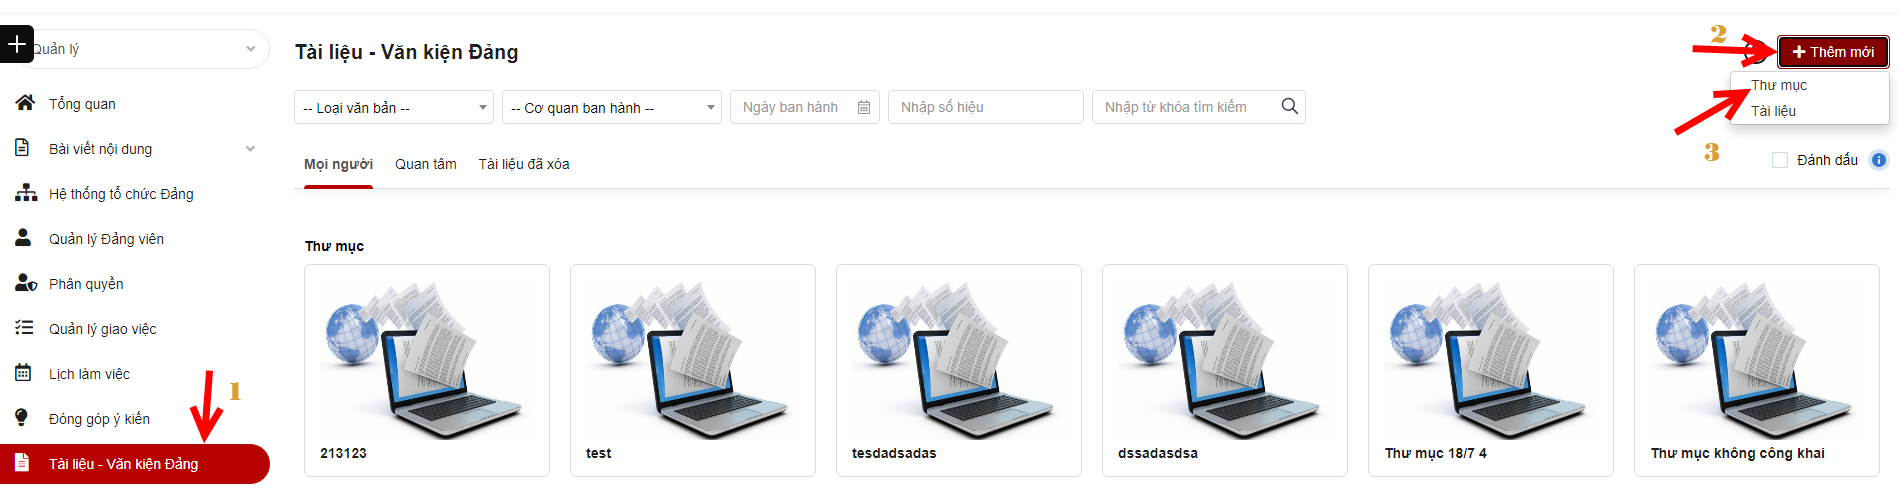 Quản lý
Tổng quan
Bài viết nội dung
Hệ thống tổ chức Đảng
Quản lý Đảng viên
Phân quyền
Quản lý giao việc
Lịch làm việc
1
Đóng góp ý kiến
Tài liệu - Văn kiện Đảng
Tài liệu - Văn kiện Đảng
2
Thêm mới
Thư mục
Tài liệu
3
-- Loại văn bản --
-- Cơ quan ban hành --
Ngày ban hành
Nhập số hiệu
Nhập từ khóa tìm kiếm
Mọi người
Quan tâm
Tài liệu đã xóa
Đánh dấu
Thư mục
213123
test
tesdadsadas
dssadasdsa
Thư mục 18/7 4
Thư mục không công khai